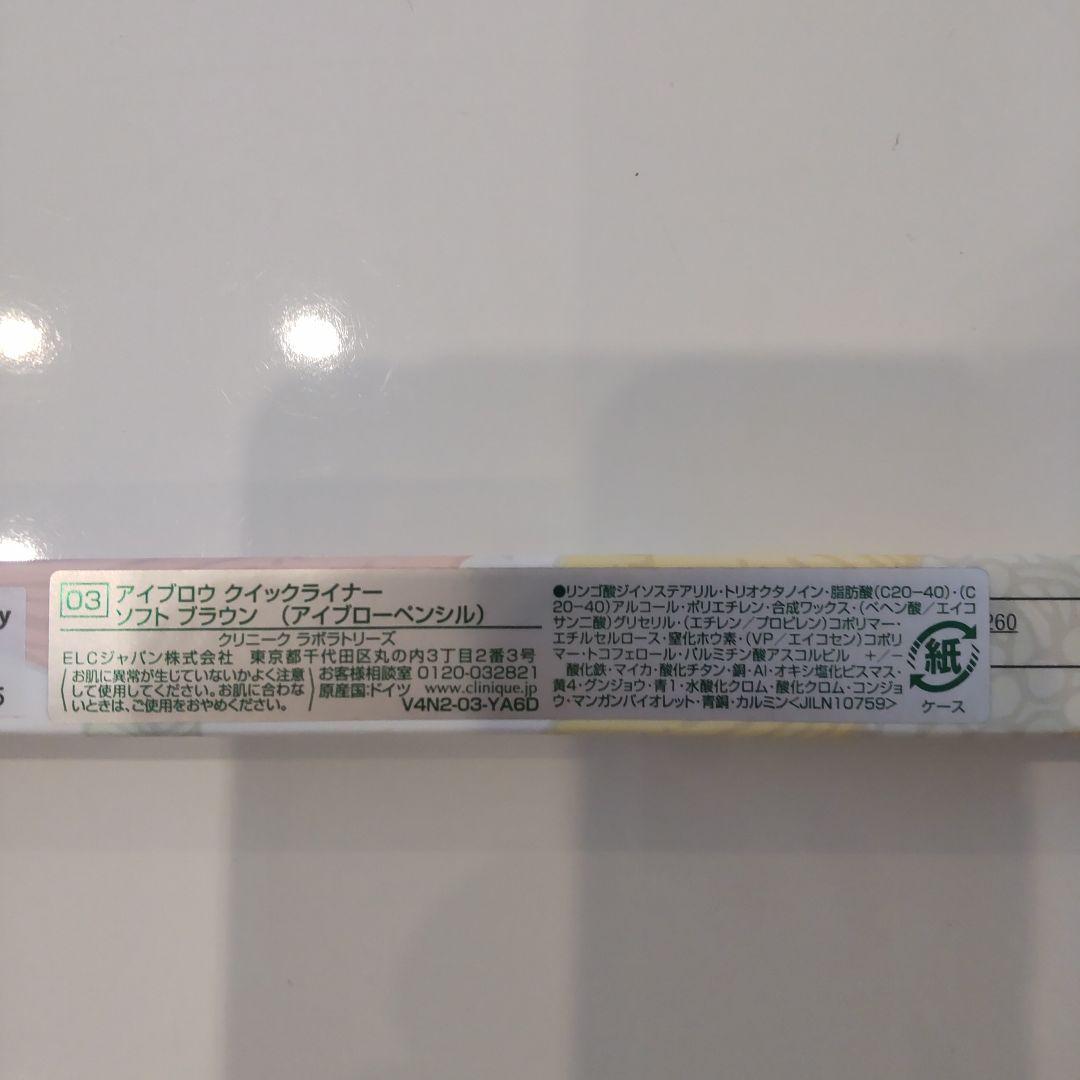 y
5
03
アイブロウ クイックライナー
ソフト ブラウン （アイブローペンシル）
クリニーク ラボラトリーズ
ELCジャパン株式会社 東京都千代田区丸の内3丁目2番3号
お肌に異常が生じていないかよく注意
して使用してください。お肌に合わな
いときは、ご使用をおやめください。
お客様相談室 0120-032821
原産国:ドイツ www.clinique.jp
V4N2-03-YA6D
●リンゴ酸ジイソステアリル・トリオクタノイン・脂肪酸(C20-40)・(C
20-40)アルコール・ポリエチレン・合成ワックス・(ベヘン酸／エイコ
サン二酸)グリセリル・(エチレン／プロピレン)コポリマー・
エチルセルロース・窒化ホウ素・(VP／エイコセン)コポリ
マー・トコフェロール・パルミチン酸アスコルビル +/−
酸化鉄・マイカ・酸化チタン・銅・Al・オキシ塩化ビスマス・
黄4・グンジョウ・青1・水酸化クロム・酸化クロム・コンジョ
ウ・マンガンバイオレット・青銅・カルミン<JILN10759>
紙
ケース
260